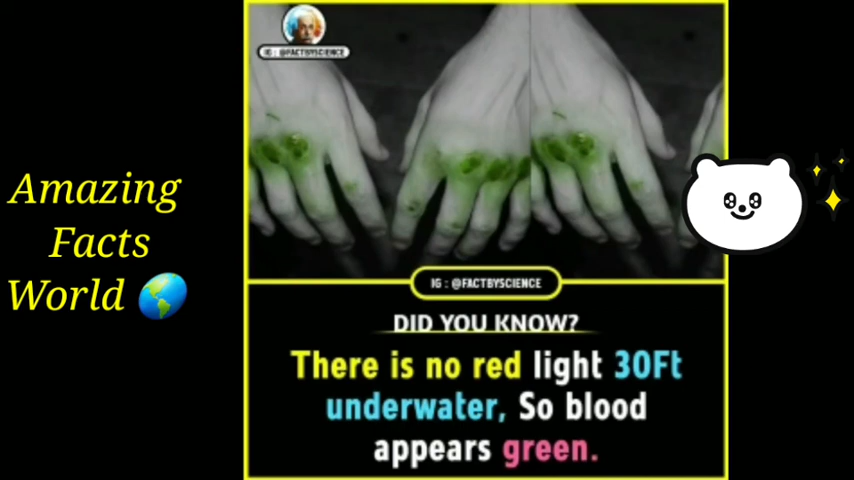 IG : @FACTBYSCIENCE
Amazing
Facts
World 🌎
IG : @FACTBYSCIENCE
DID YOU KNOW?
There is no red light 30Ft
underwater, So blood
appears green.